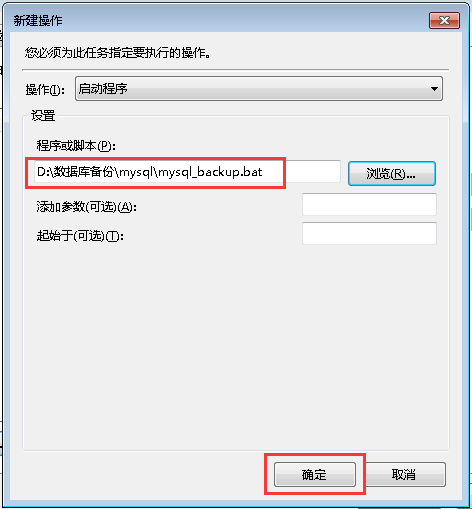 新建操作
您必须为此任务指定要执行的操作。
操作(I): 启动程序
设置
程序或脚本(P):
D:\数据库备份\mysql\mysql_backup.bat 浏览(R)...
添加参数(可选)(A):
起始于(可选)(T):
确定 取消